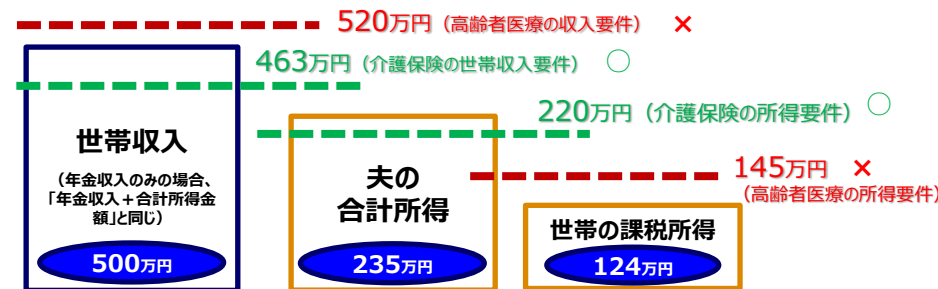 520万円（高齢者医療の収入要件） ×
463万円（介護保険の世帯収入要件） ○
220万円（介護保険の所得要件） ○
145万円 ×
（高齢者医療の所得要件）
世帯収入
（年金収入のみの場合、
「年金収入＋合計所得金
額」と同じ）
500万円
夫の
合計所得
235万円
世帯の課税所得
124万円